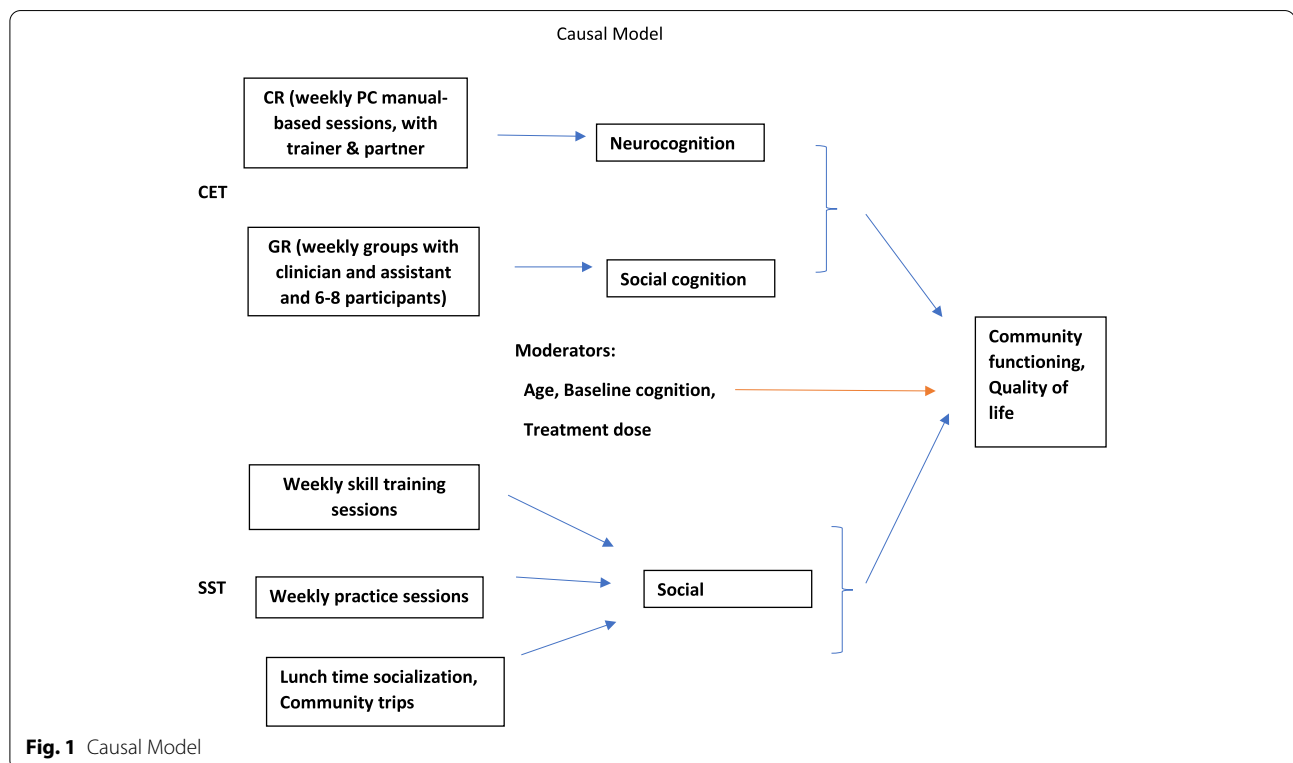 Causal Model
CR (weekly PC manual-
based sessions, with
trainer & partner
Neurocognition
CET
GR (weekly groups with
clinician and assistant
and 6-8 participants)
Social cognition
Moderators:
Age, Baseline cognition,
Treatment dose
Community
functioning,
Quality of
life
Weekly skill training
sessions
SST
Weekly practice sessions
Social
Lunch time socialization,
Community trips
Fig. 1 Causal Model